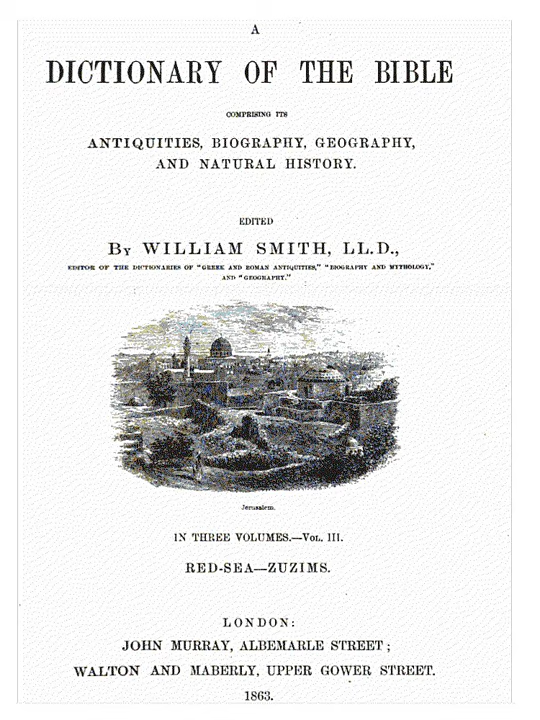 A
DICTIONARY OF THE BIBLE
COMPRISING ITS
ANTIQUITIES, BIOGRAPHY, GEOGRAPHY,
AND NATURAL HISTORY.
EDITED
BY WILLIAM SMITH, LL.D.,
EDITOR OF THE DICTIONARIES OF "GREEK AND ROMAN ANTIQUITIES," "BIOGRAPHY AND MYTHOLOGY,"
AND "GEOGRAPHY."
Jerusalem.
IN THREE VOLUMES.—VOL. III.
RED-SEA—ZUZIMS.
LONDON:
JOHN MURRAY, ALBEMARLE STREET;
WALTON AND MABERLY, UPPER GOWER STREET.
1863.